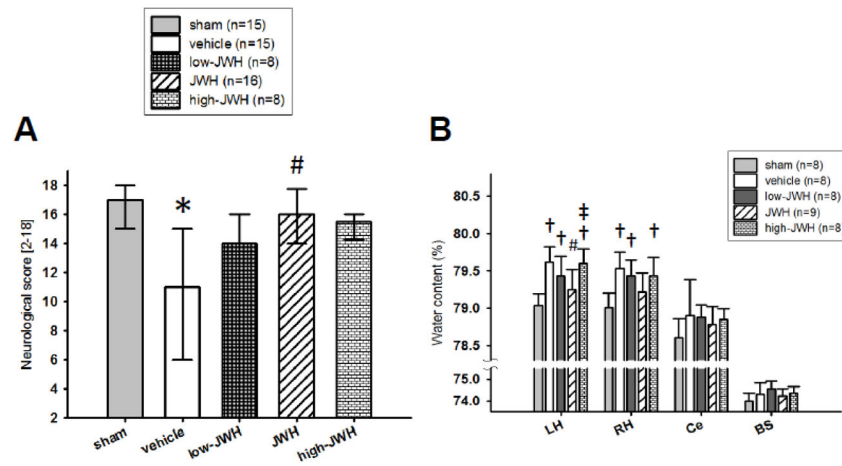 sham (n=15)
vehicle (n=15)
low-JWH (n=8)
JWH (n=16)
high-JWH (n=8)
A
Neurological score [2-18]
18
16
14
12
10
8
6
4
2
*
#
sham
vehicle
low-JWH
JWH
high-JWH
B
sham (n=8)
vehicle (n=8)
low-JWH (n=8)
JWH (n=9)
high-JWH (n=8
Water content (%)
80.5
80.0
79.5
79.0
78.5
75.0
74.0
† † # ‡ †
† † †
LH
RH
Ce
BS